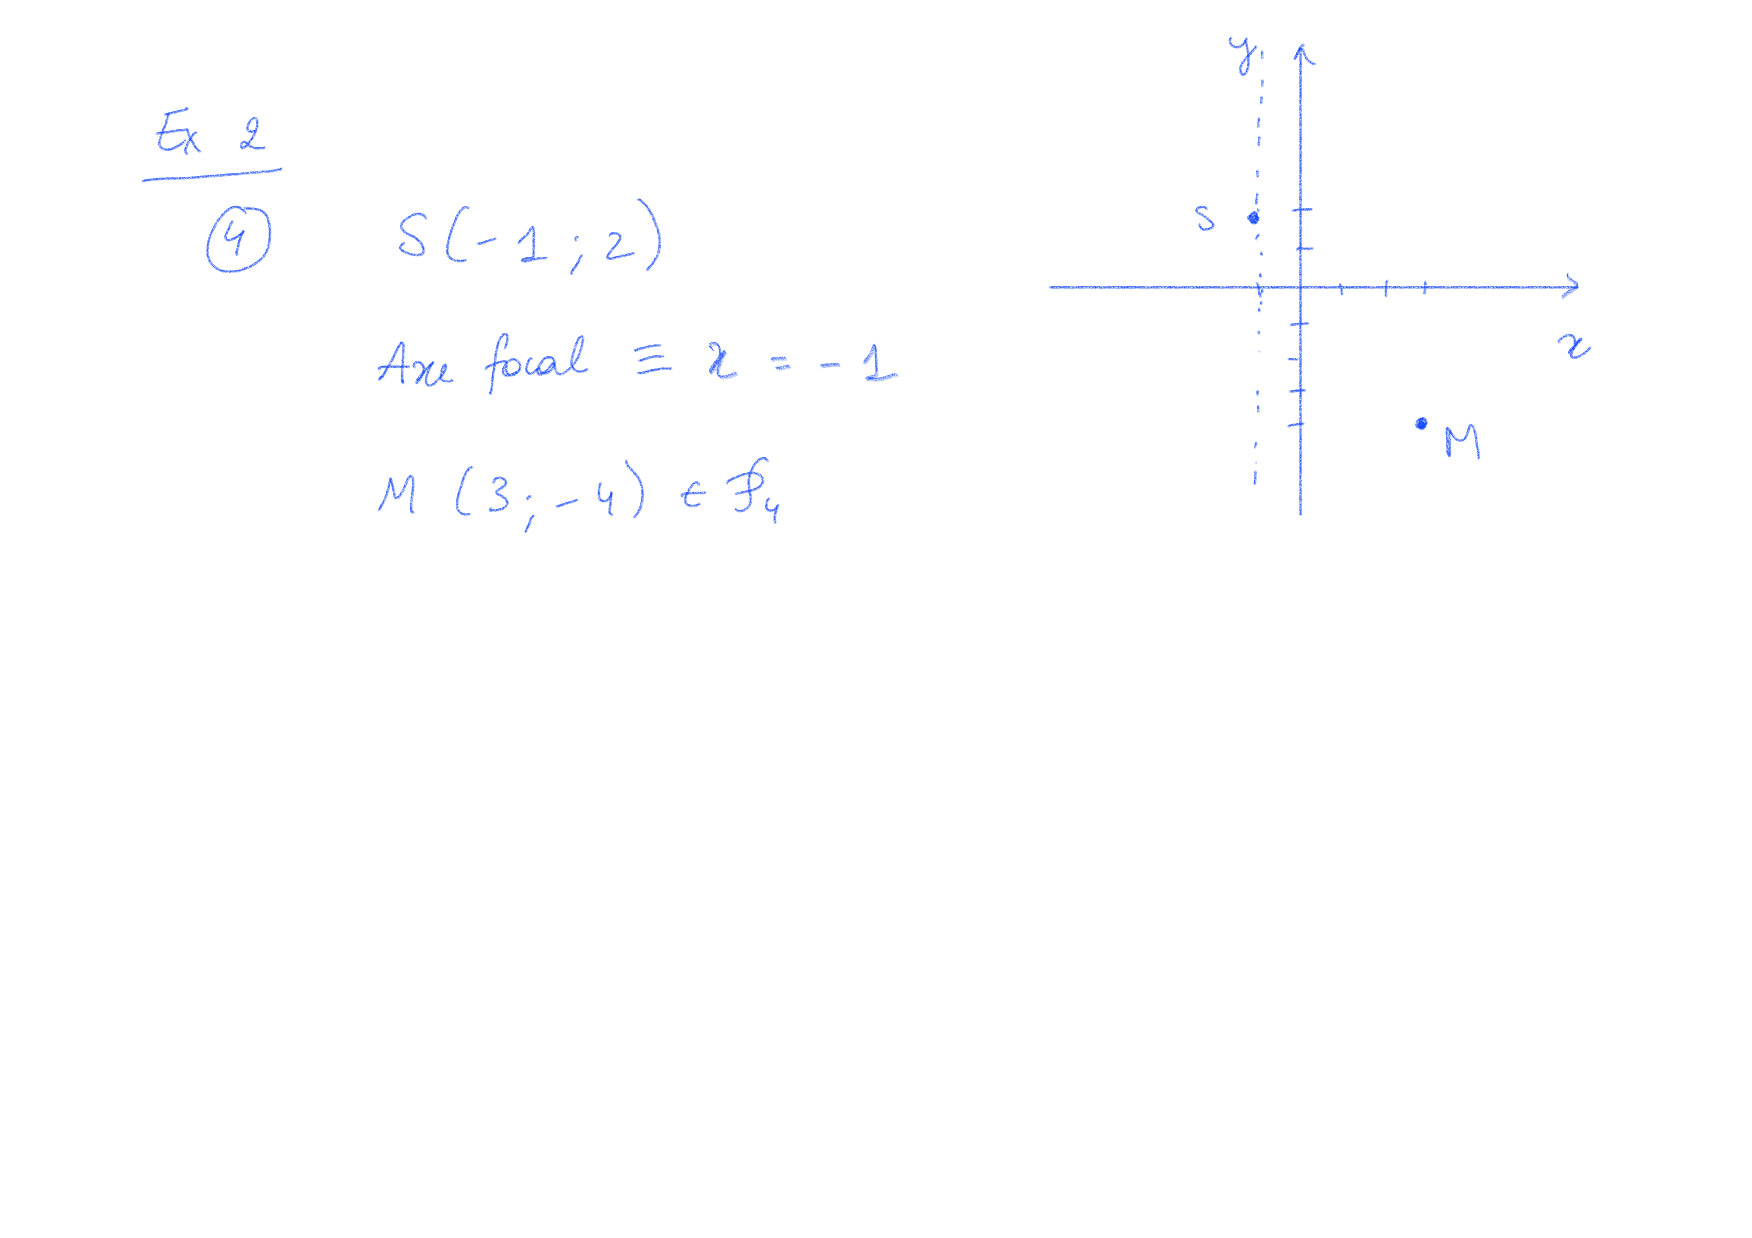 Ex 2
4 S(-1; 2)
Axe focal ≡ x = -1
M (3; -4) ∈ 𝒫₄
y
S
x
M